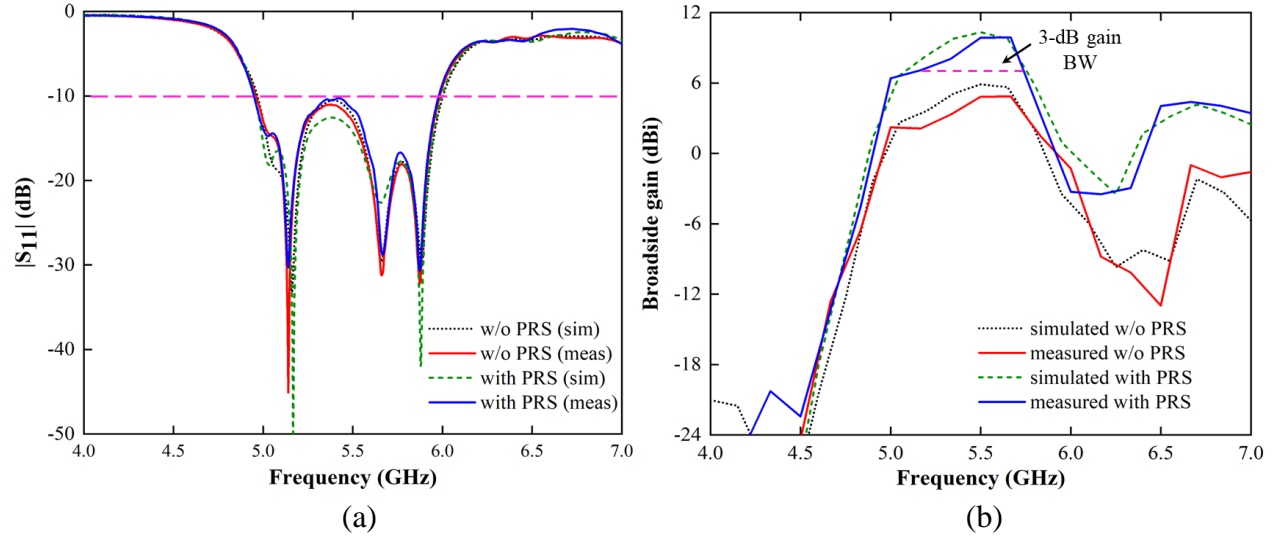 0
-10
-20
-30
-40
-50
|S11| (dB)
w/o PRS (sim)
w/o PRS (meas)
with PRS (sim)
with PRS (meas)
4.0 4.5 5.0 5.5 6.0 6.5 7.0
Frequency (GHz)
(a)
12
6
0
-6
-12
-18
-24
Broadside gain (dBi)
3-dB gain
BW
simulated w/o PRS
measured w/o PRS
simulated with PRS
measured with PRS
4.0 4.5 5.0 5.5 6.0 6.5 7.0
Frequency (GHz)
(b)